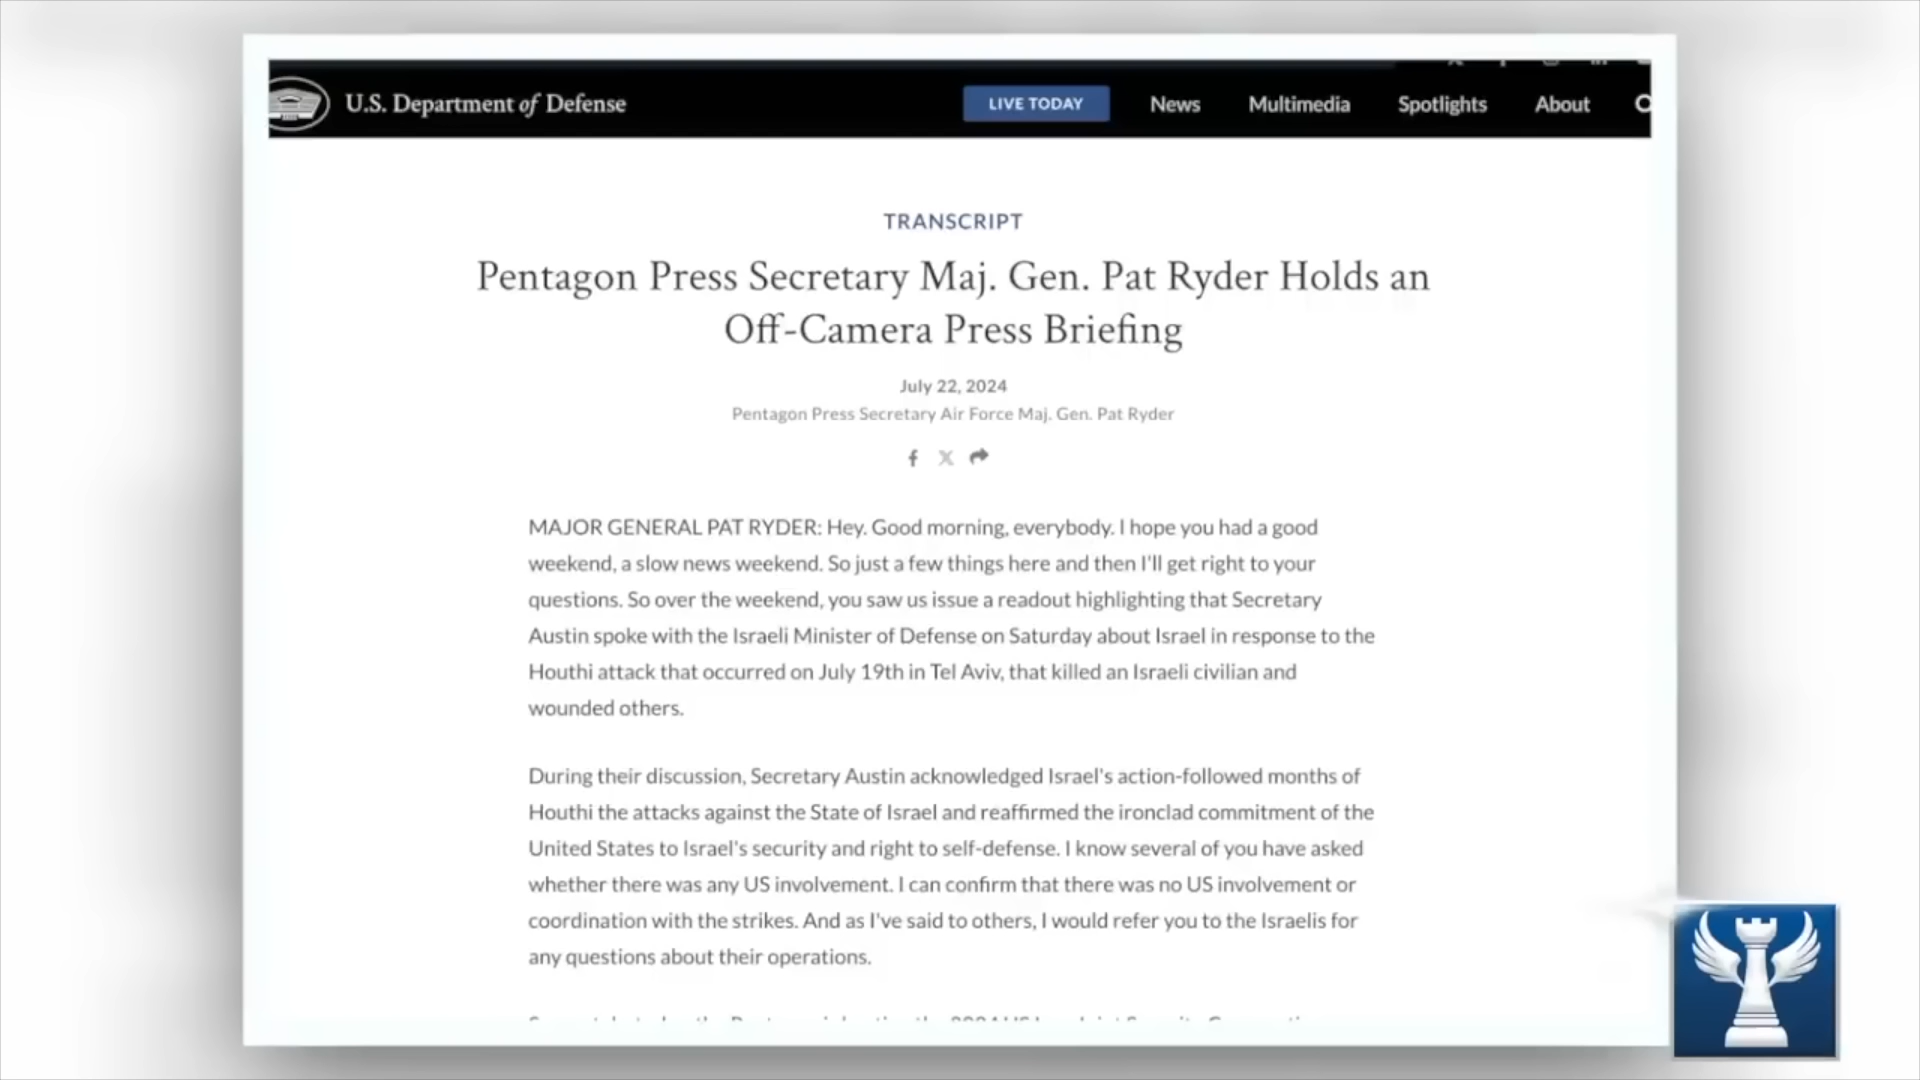 U.S. Department of Defense
LIVE TODAY
News
Multimedia
Spotlights
About
TRANSCRIPT
Pentagon Press Secretary Maj. Gen. Pat Ryder Holds an
Off-Camera Press Briefing
July 22, 2024
Pentagon Press Secretary Air Force Maj. Gen. Pat Ryder
MAJOR GENERAL PAT RYDER: Hey. Good morning, everybody. I hope you had a good
weekend, a slow news weekend. So just a few things here and then I'll get right to your
questions. So over the weekend, you saw us issue a readout highlighting that Secretary
Austin spoke with the Israeli Minister of Defense on Saturday about Israel in response to the
Houthi attack that occurred on July 19th in Tel Aviv, that killed an Israeli civilian and
wounded others.
During their discussion, Secretary Austin acknowledged Israel's action-followed months of
Houthi the attacks against the State of Israel and reaffirmed the ironclad commitment of the
United States to Israel's security and right to self-defense. I know several of you have asked
whether there was any US involvement. I can confirm that there was no US involvement or
coordination with the strikes. And as I've said to others, I would refer you to the Israelis for
any questions about their operations.